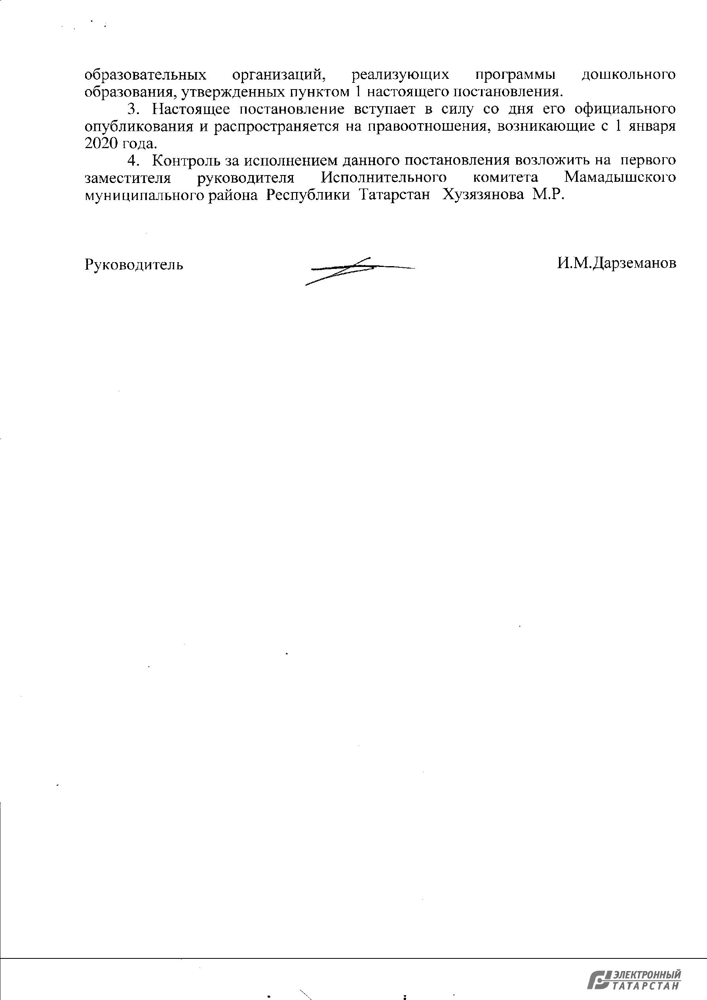 образовательных организаций, реализующих программы дошкольного
образования, утвержденных пунктом 1 настоящего постановления.
3. Настоящее постановление вступает в силу со дня его официального
опубликования и распространяется на правоотношения, возникающие с 1 января
2020 года.
4. Контроль за исполнением данного постановления возложить на первого
заместителя руководителя Исполнительного комитета Мамадышского
муниципального района Республики Татарстан Хузязянова М.Р.
Руководитель И.М.Дарземанов
ЭЛЕКТРОННЫЙ
ТАТАРСТАН